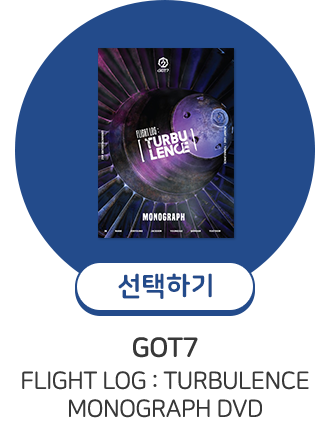 GOT7
FLIGHT LOG :
TURBU
LENCE
MONOGRAPH
선택하기
GOT7
FLIGHT LOG : TURBULENCE
MONOGRAPH DVD